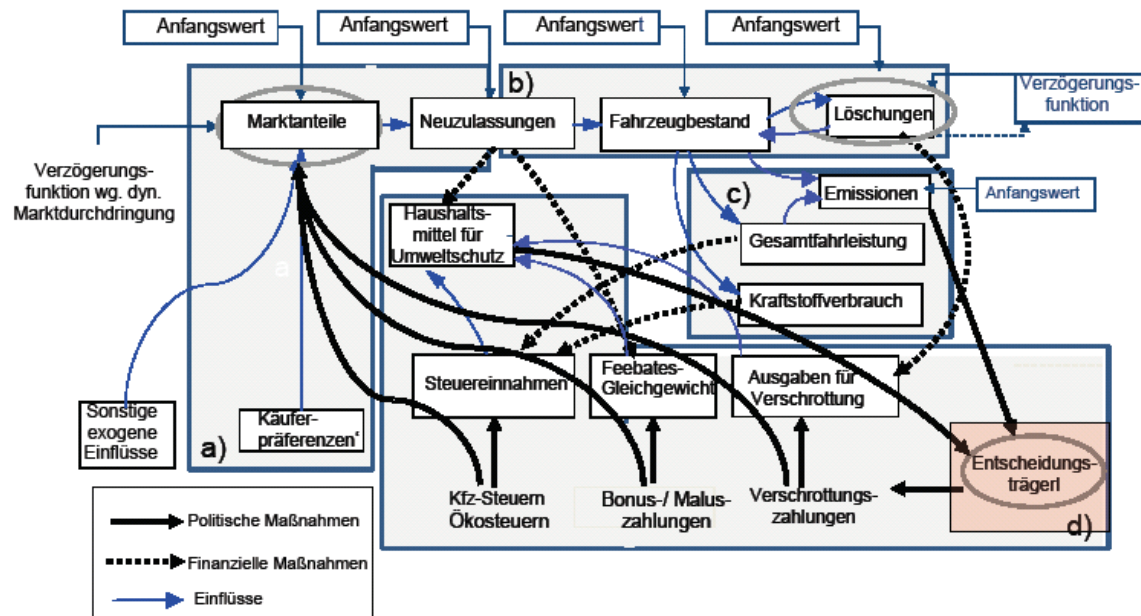 Anfangswert
Anfangswert
Anfangswert
Anfangswert
b)
Marktanteile
Neuzulassungen
Fahrzeugbestand
Löschungen
Verzögerungs-
funktion
Verzögerungs-
funktion wg. dyn.
Marktdurchdringung
Haushalts-
mittel für
Umweltschutz
c)
Emissionen
Anfangswert
Gesamtfahrleistung
a
Kraftstoffverbrauch
Steuereinnahmen
Feebates-
Gleichgewicht
Ausgaben für
Verschrottung
Sonstige
exogene
Einflüsse
Käufer-
präferenzen
a)
Entscheidungs-
trägerl
Kfz-Steuern
Ökosteuern
Bonus-/ Malus-
zahlungen
Verschrottungs-
zahlungen
d)
Politische Maßnahmen
Finanzielle Maßnahmen
Einflüsse